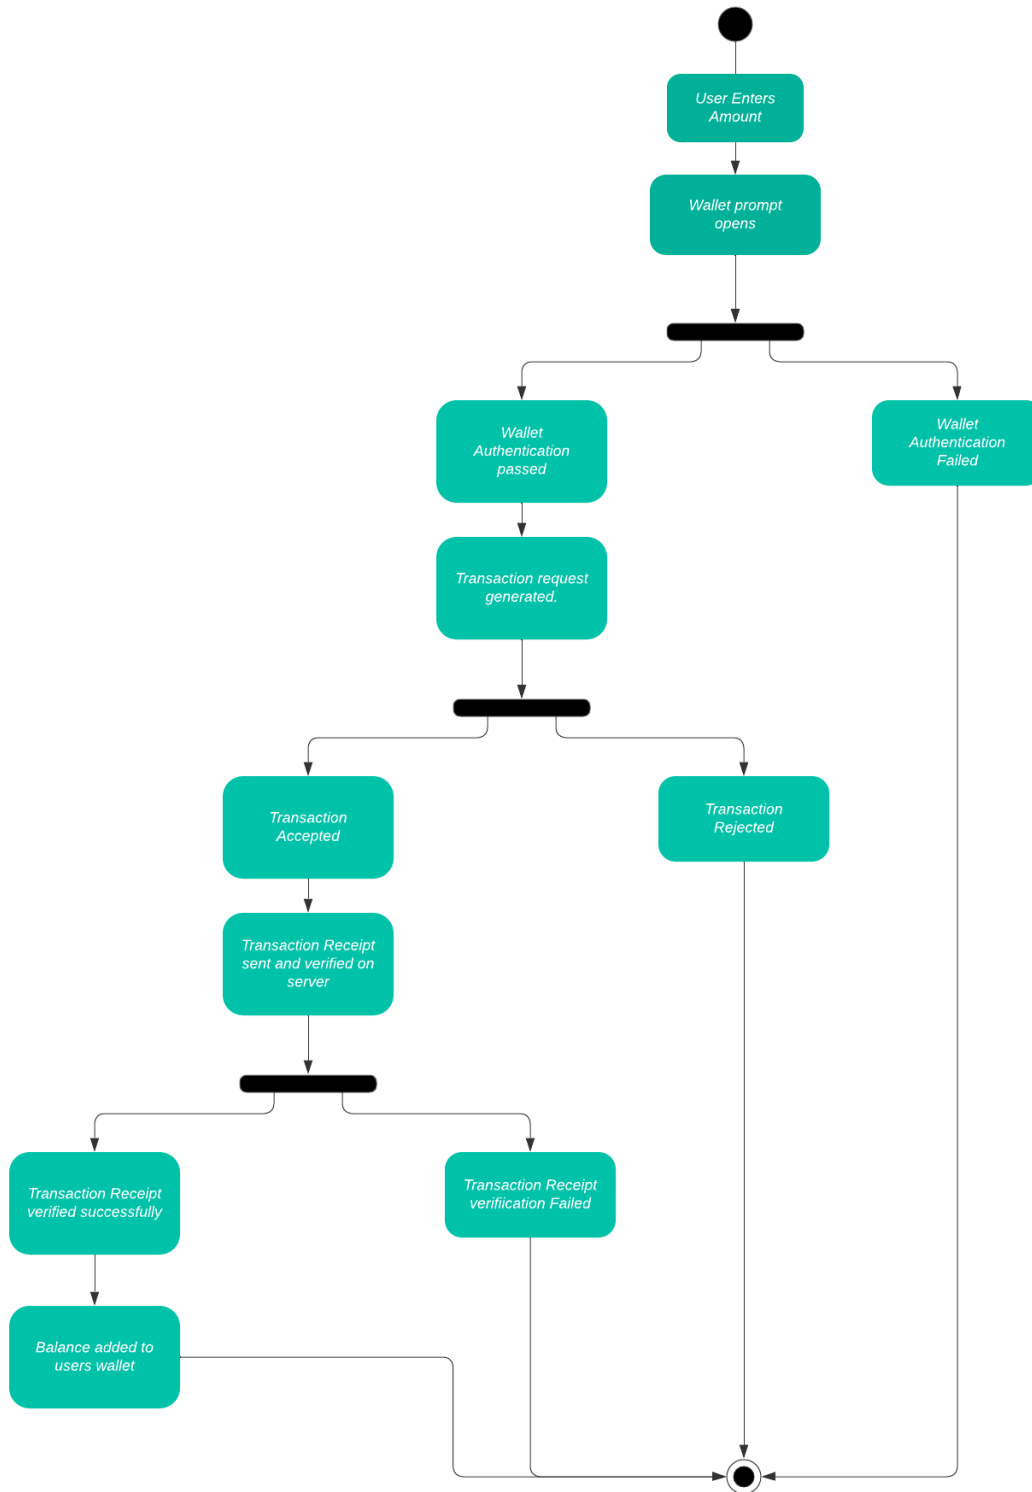 User Enters
Amount
Wallet prompt
opens
Wallet
Authentication
passed
Wallet
Authentication
Failed
Transaction request
generated.
Transaction
Accepted
Transaction
Rejected
Transaction Receipt
sent and verified on
server
Transaction Receipt
verified successfully
Transaction Receipt
verifiication Failed
Balance added to
users wallet